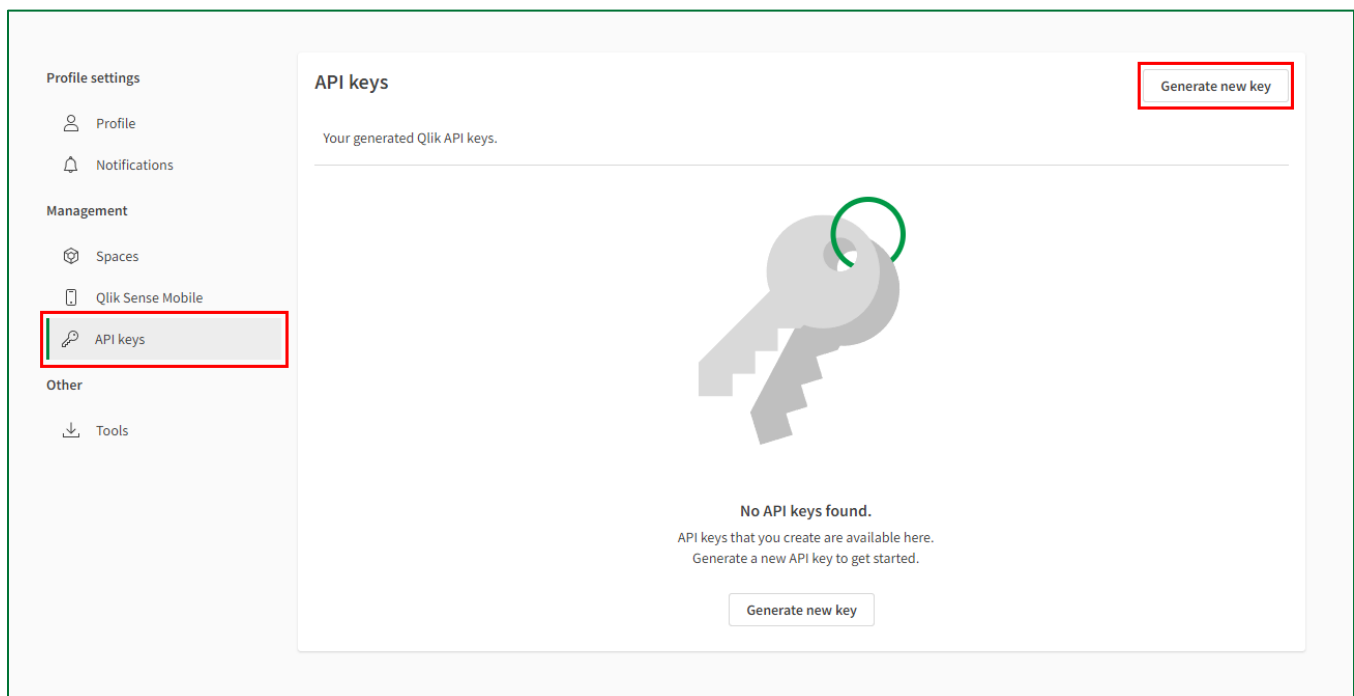 Profile settings
Profile
Notifications
Management
Spaces
Qlik Sense Mobile
API keys
Other
Tools
API keys
Generate new key
Your generated Qlik API keys.
No API keys found.
API keys that you create are available here.
Generate a new API key to get started.
Generate new key